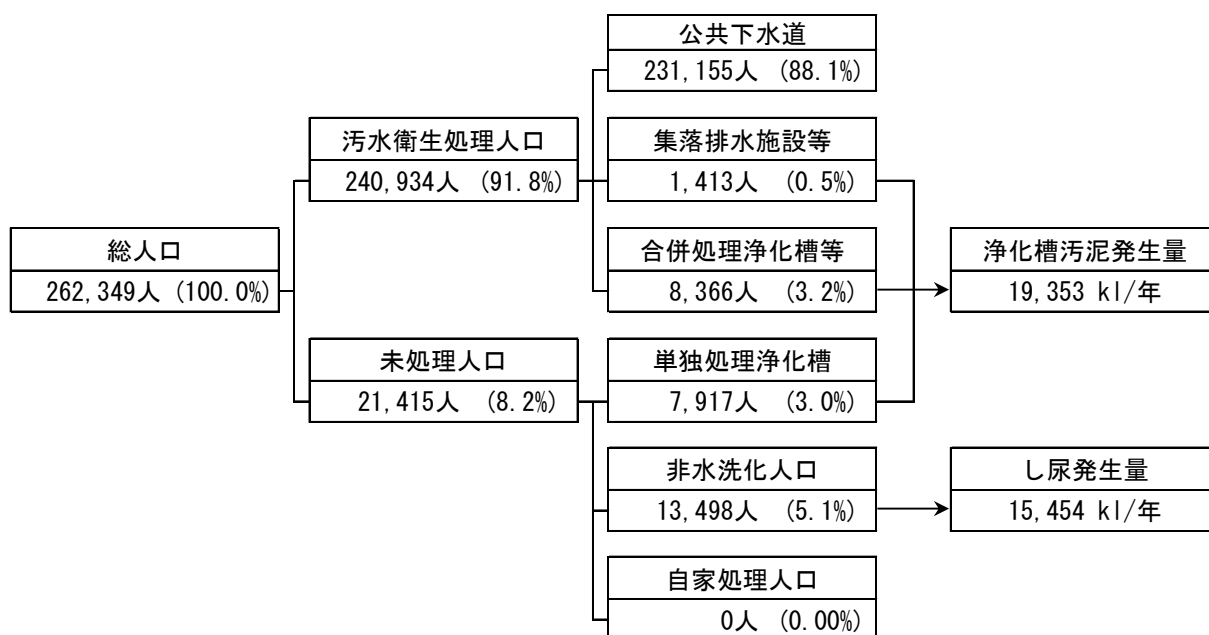 公共下水道
231,155人 (88.1%)
汚水衛生処理人口
240,934人 (91.8%)
集落排水施設等
1,413人 (0.5%)
総人口
262,349人 (100.0%)
合併処理浄化槽等
8,366人 (3.2%)
浄化槽汚泥発生量
19,353 kl/年
未処理人口
21,415人 (8.2%)
単独処理浄化槽
7,917人 (3.0%)
非水洗化人口
13,498人 (5.1%)
し尿発生量
15,454 kl/年
自家処理人口
0人 (0.00%)